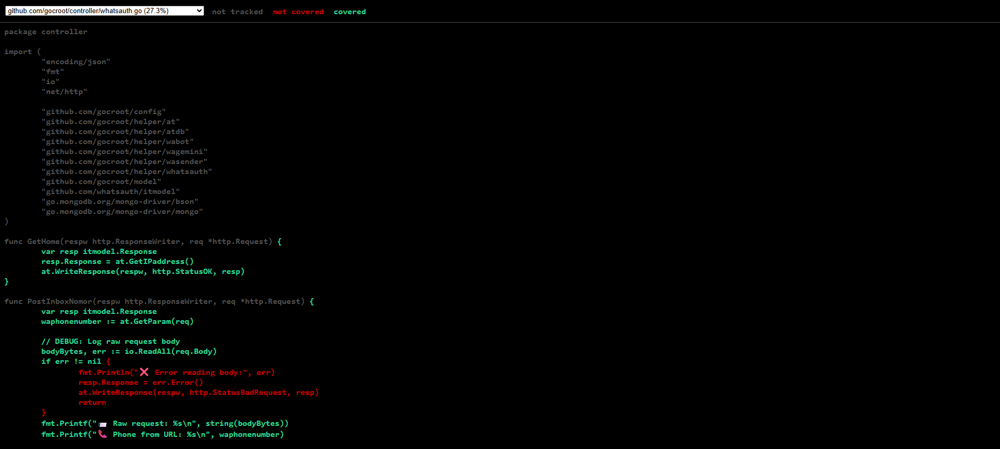 github.com/gocroot/controller/whatsauth.go (27.3%) not tracked not covered covered
package controller
import (
"encoding/json"
"fmt"
"io"
"net/http"
"github.com/gocroot/config"
"github.com/gocroot/helper/at"
"github.com/gocroot/helper/atdb"
"github.com/gocroot/helper/wabot"
"github.com/gocroot/helper/wagemini"
"github.com/gocroot/helper/wasender"
"github.com/gocroot/helper/whatsauth"
"github.com/gocroot/model"
"github.com/whatsauth/itmodel"
"go.mongodb.org/mongo-driver/bson"
"go.mongodb.org/mongo-driver/mongo"
)
func GetHome(respw http.ResponseWriter, req *http.Request) {
var resp itmodel.Response
resp.Response = at.GetIPaddress()
at.WriteResponse(respw, http.StatusOK, resp)
}
func PostInboxNomor(respw http.ResponseWriter, req *http.Request) {
var resp itmodel.Response
waphonenumber := at.GetParam(req)
// DEBUG: Log raw request body
bodyBytes, err := io.ReadAll(req.Body)
if err != nil {
fmt.Println("❌ Error reading body:", err)
resp.Response = err.Error()
at.WriteResponse(respw, http.StatusBadRequest, resp)
return
}
fmt.Printf("📨 Raw request: %s\n", string(bodyBytes))
fmt.Printf("📞 Phone from URL: %s\n", waphonenumber)